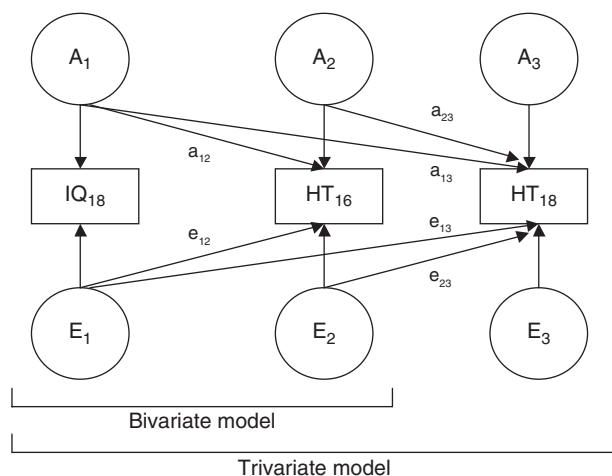 A₁ A₂ A₃
a₂₃
a₁₂ a₁₃
IQ₁₈ HT₁₆ HT₁₈
e₁₂ e₁₃
e₂₃
E₁ E₂ E₃
Bivariate model
Trivariate model